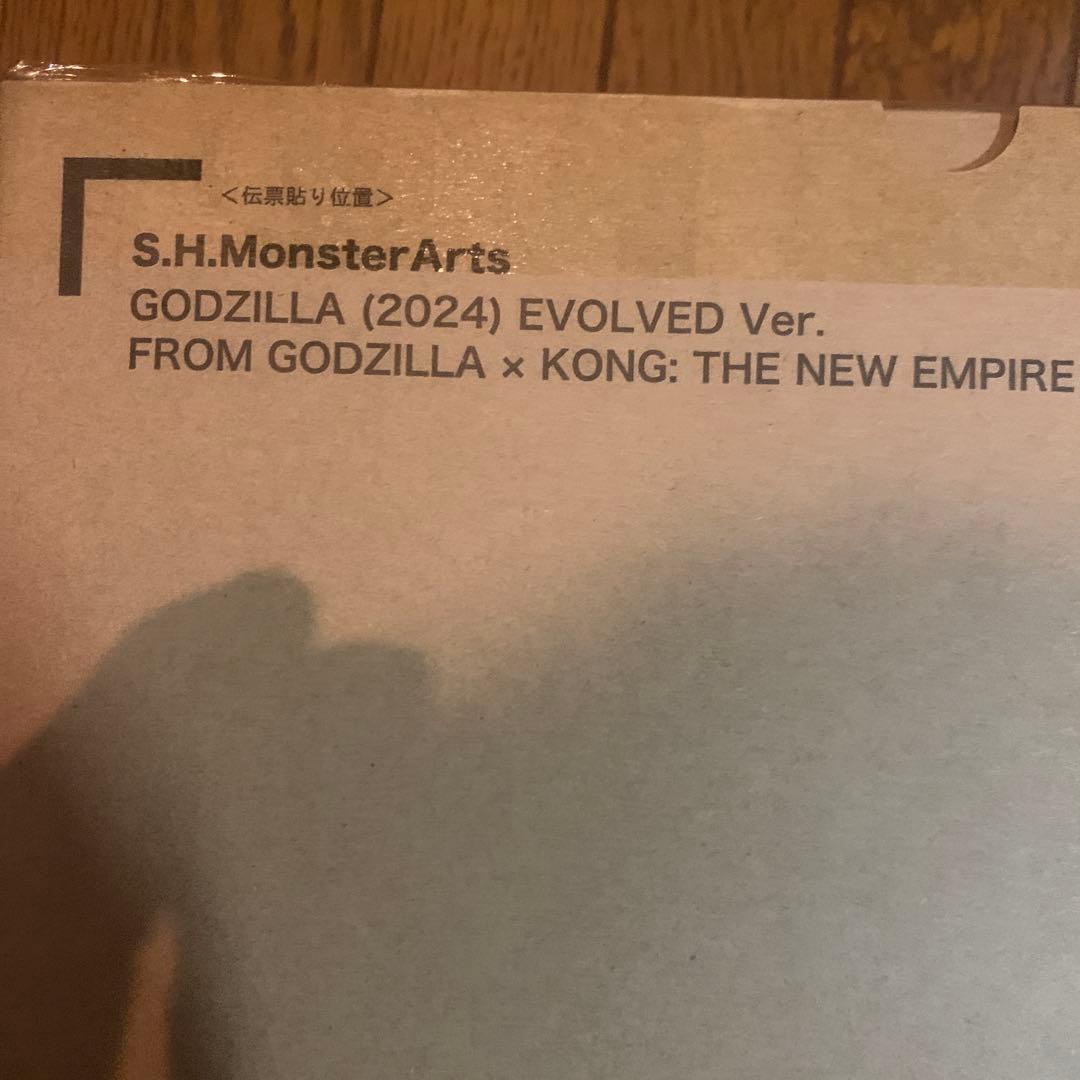 ＜伝票貼り位置＞
S.H.MonsterArts
GODZILLA (2024) EVOLVED Ver.
FROM GODZILLA × KONG: THE NEW EMPIRE